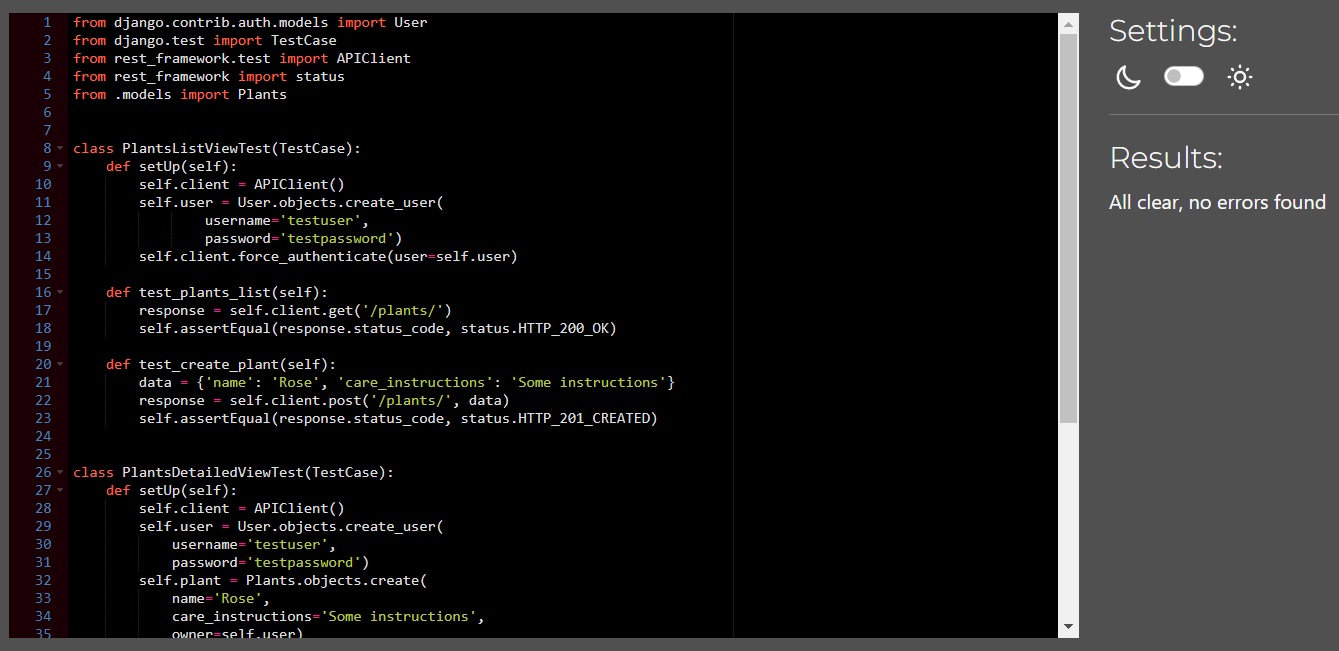 1 from django.contrib.auth.models import User
2 from django.test import TestCase
3 from rest_framework.test import APIClient
4 from rest_framework import status
5 from .models import Plants
6
7
8 class PlantsListViewTest(TestCase):
9     def setUp(self):
10         self.client = APIClient()
11         self.user = User.objects.create_user(
12                 username='testuser',
13                 password='testpassword')
14         self.client.force_authenticate(user=self.user)
15
16     def test_plants_list(self):
17         response = self.client.get('/plants/')
18         self.assertEqual(response.status_code, status.HTTP_200_OK)
19
20     def test_create_plant(self):
21         data = {'name': 'Rose', 'care_instructions': 'Some instructions'}
22         response = self.client.post('/plants/', data)
23         self.assertEqual(response.status_code, status.HTTP_201_CREATED)
24
25
26 class PlantsDetailedViewTest(TestCase):
27     def setUp(self):
28         self.client = APIClient()
29         self.user = User.objects.create_user(
30             username='testuser',
31             password='testpassword')
32         self.plant = Plants.objects.create(
33             name='Rose',
34             care_instructions='Some instructions',
35             owner=self.user)
Settings:
Results:
All clear, no errors found